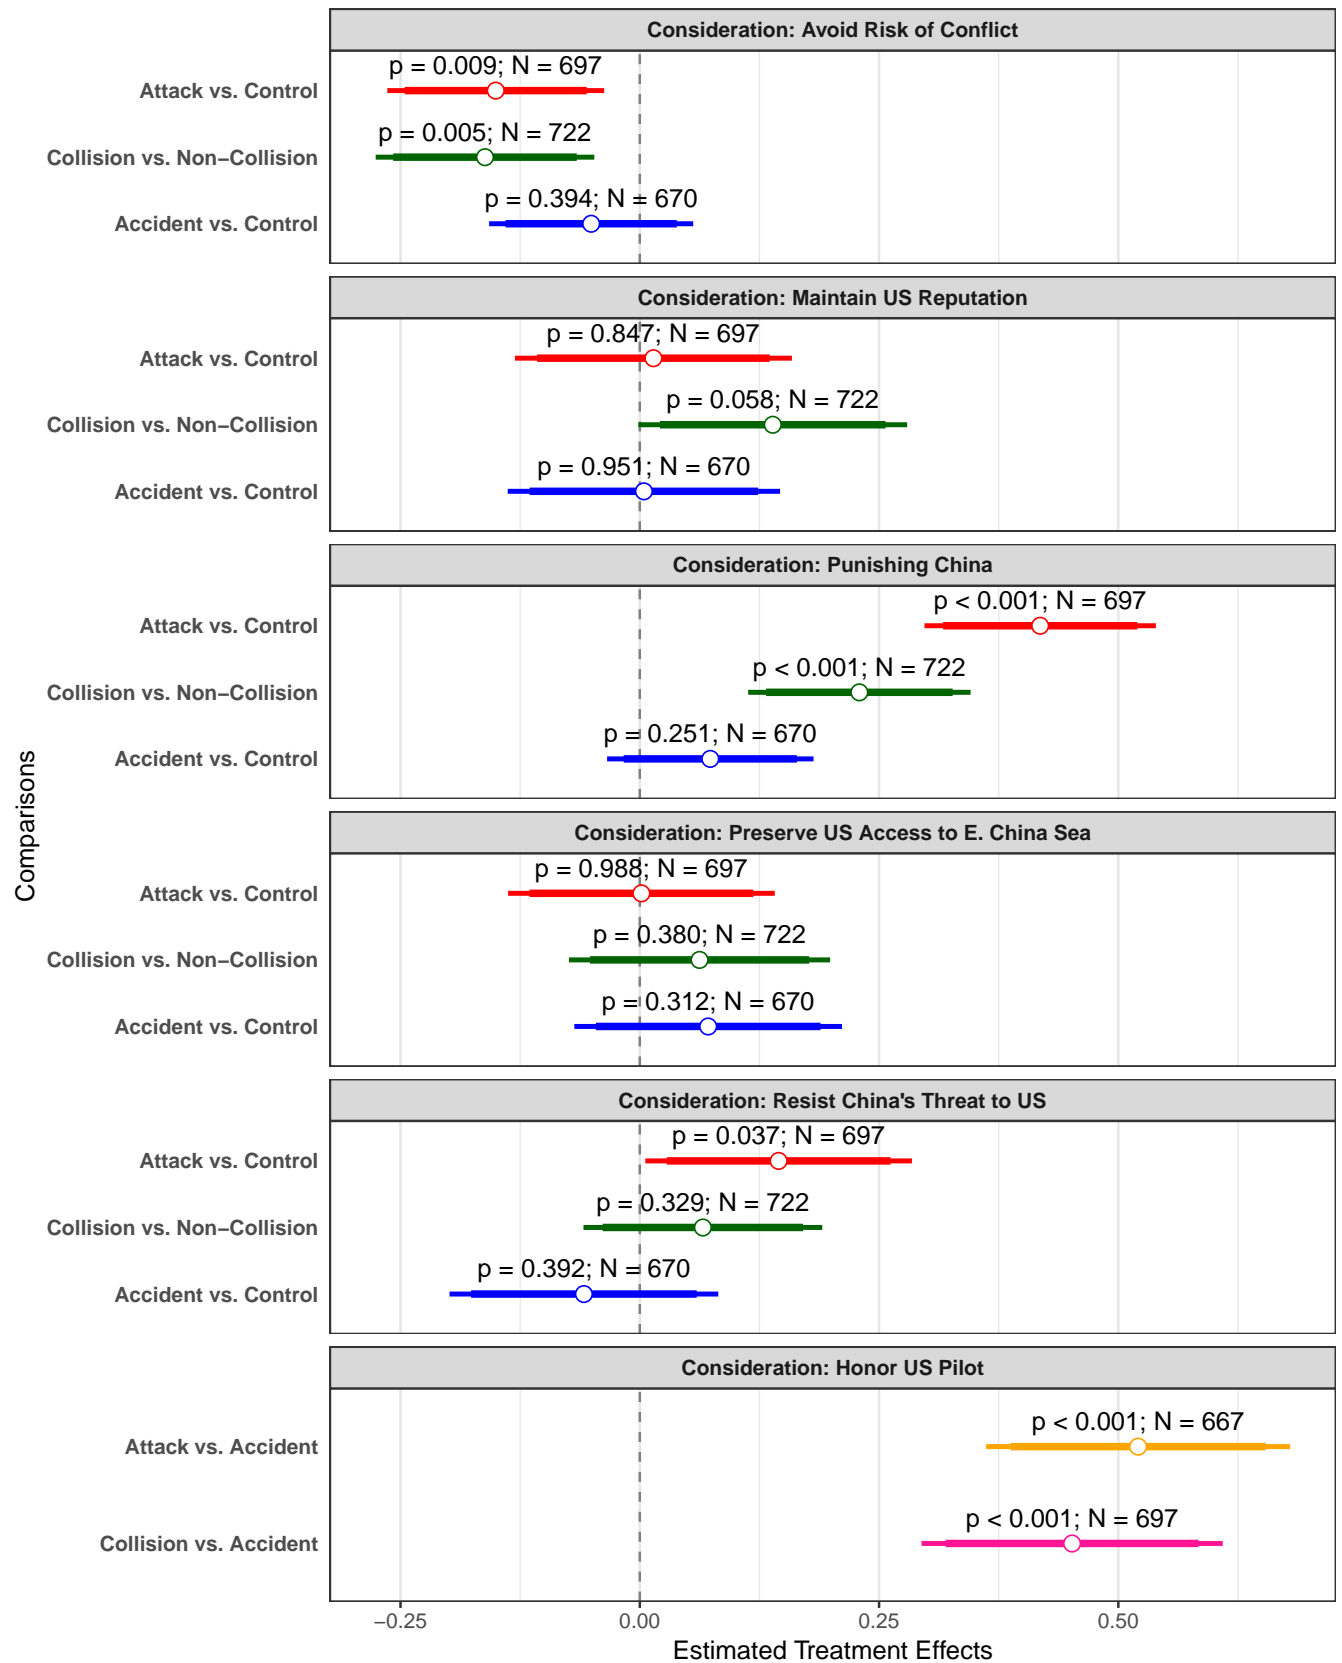 Consideration: Avoid Risk of Conflict
p = 0.009; N = 697
Attack vs. Control
p = 0.005; N = 722
Collision vs. Non−Collision
p = 0.394; N = 670
Accident vs. Control
Consideration: Maintain US Reputation
p = 0.847; N = 697
Attack vs. Control
p = 0.058; N = 722
Collision vs. Non−Collision
p = 0.951; N = 670
Accident vs. Control
Consideration: Punishing China
p < 0.001; N = 697
Attack vs. Control
p < 0.001; N = 722
Collision vs. Non−Collision
p = 0.251; N = 670
Accident vs. Control
Comparisons
Consideration: Preserve US Access to E. China Sea
p = 0.988; N = 697
Attack vs. Control
p = 0.380; N = 722
Collision vs. Non−Collision
p = 0.312; N = 670
Accident vs. Control
Consideration: Resist China's Threat to US
p = 0.037; N = 697
Attack vs. Control
p = 0.329; N = 722
Collision vs. Non−Collision
p = 0.392; N = 670
Accident vs. Control
Consideration: Honor US Pilot
p < 0.001; N = 667
Attack vs. Accident
p < 0.001; N = 697
Collision vs. Accident
−0.25 0.00 0.25 0.50
Estimated Treatment Effects